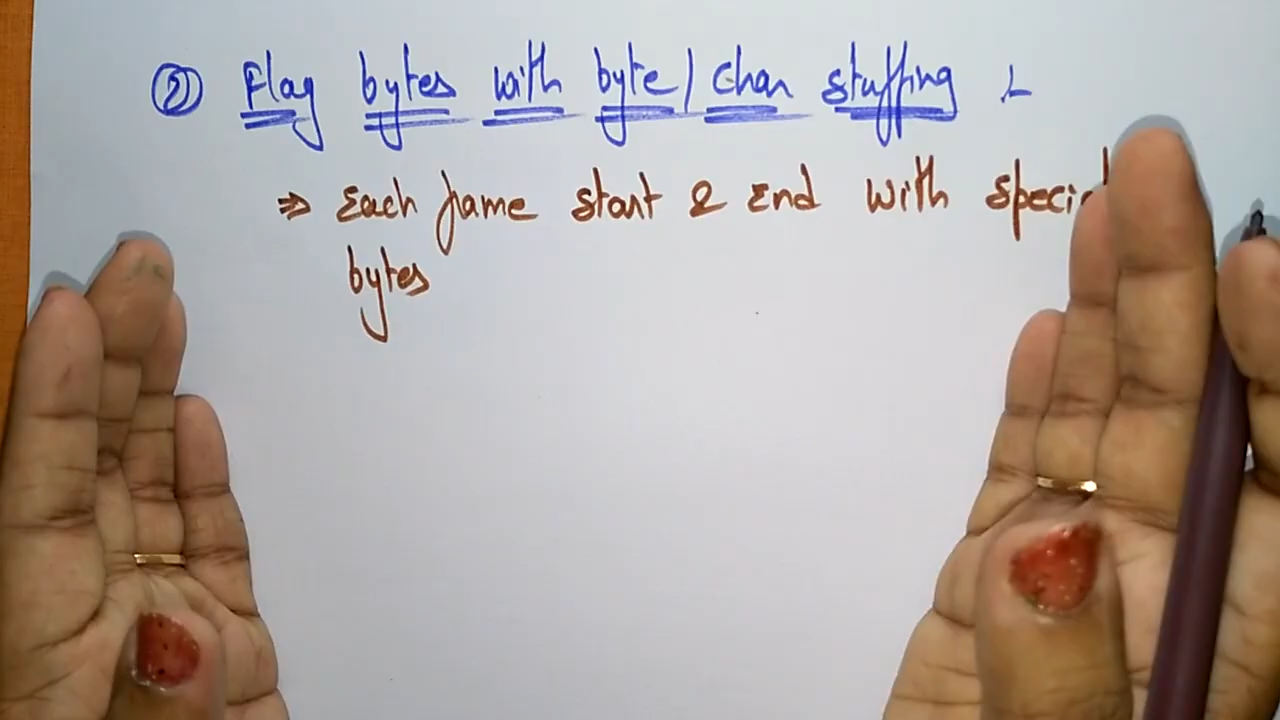 ② Flag bytes with byte/char stuffing :-
⇒ Each frame start & End with
bytes